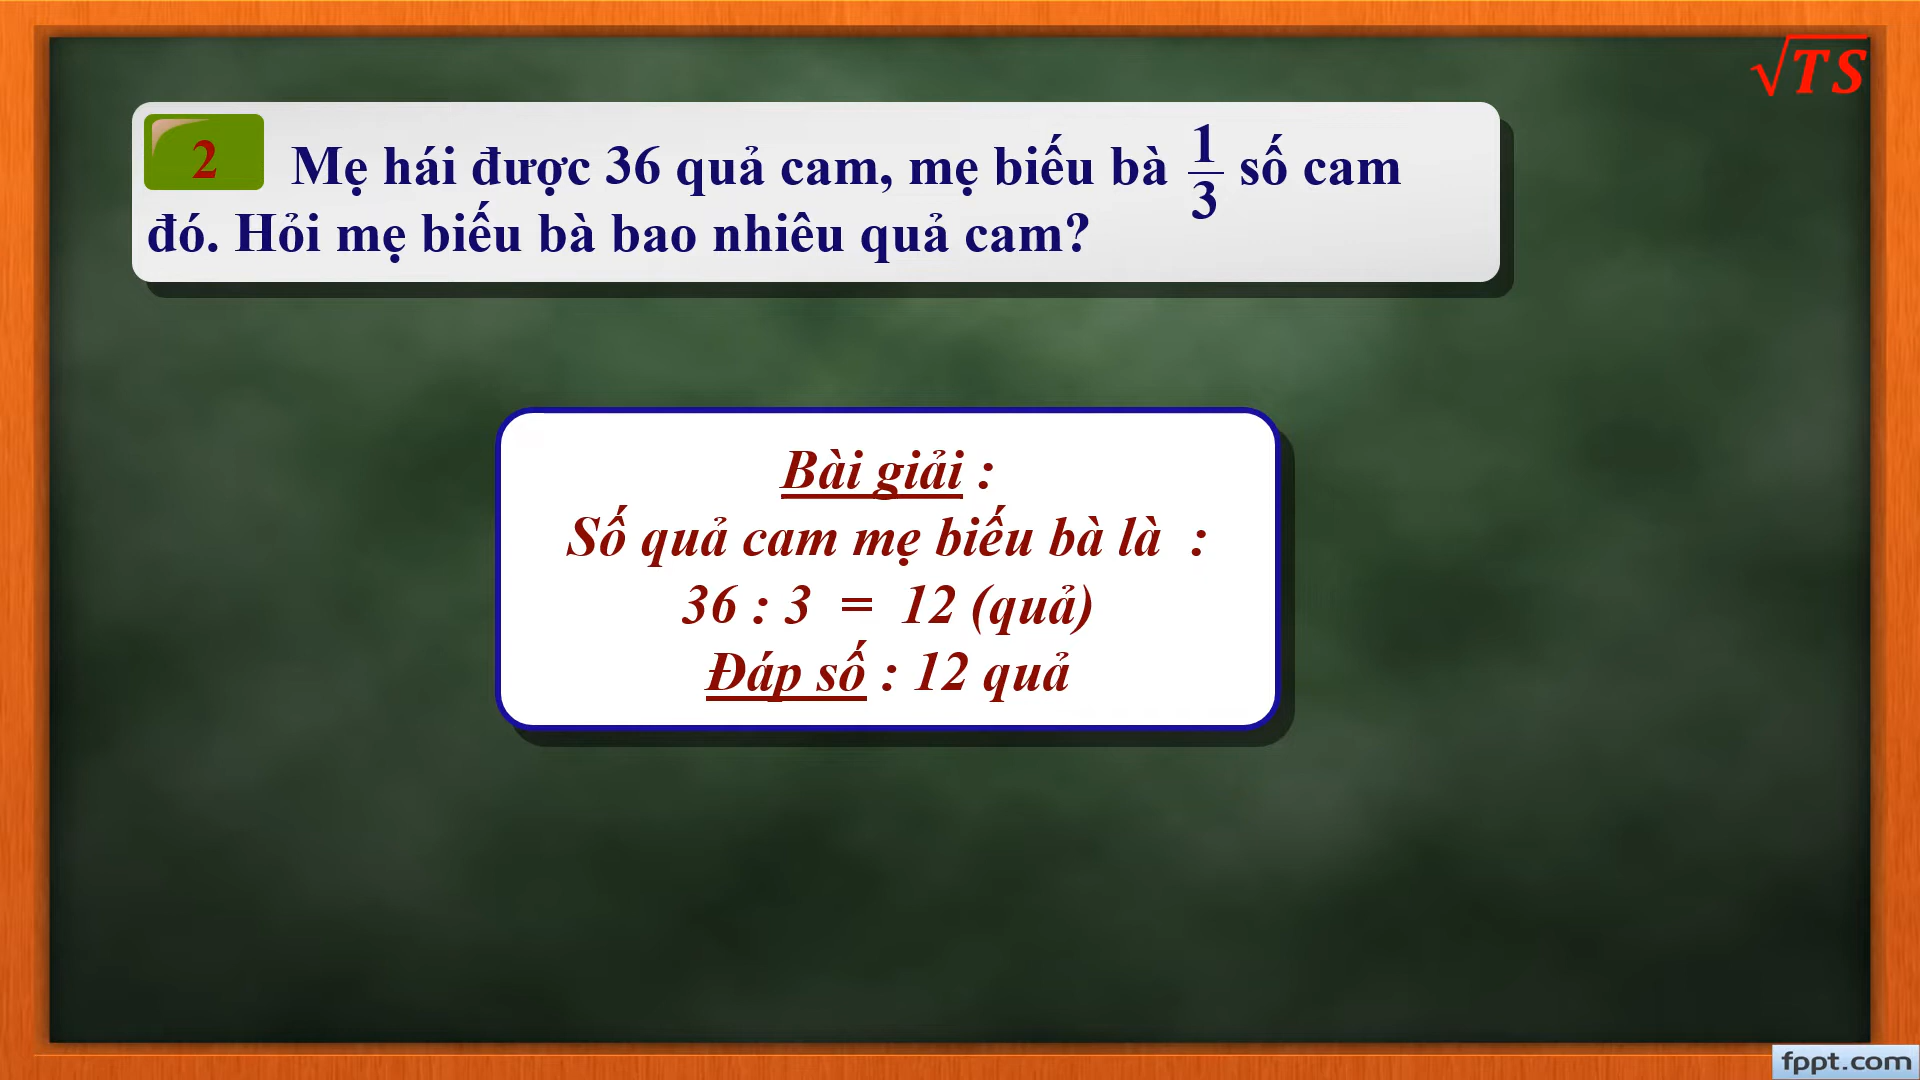 √TS
2 Mẹ hái được 36 quả cam, mẹ biếu bà 1/3 số cam
đó. Hỏi mẹ biếu bà bao nhiêu quả cam?
Bài giải :
Số quả cam mẹ biếu bà là :
36 : 3 = 12 (quả)
Đáp số : 12 quả
fppt.com